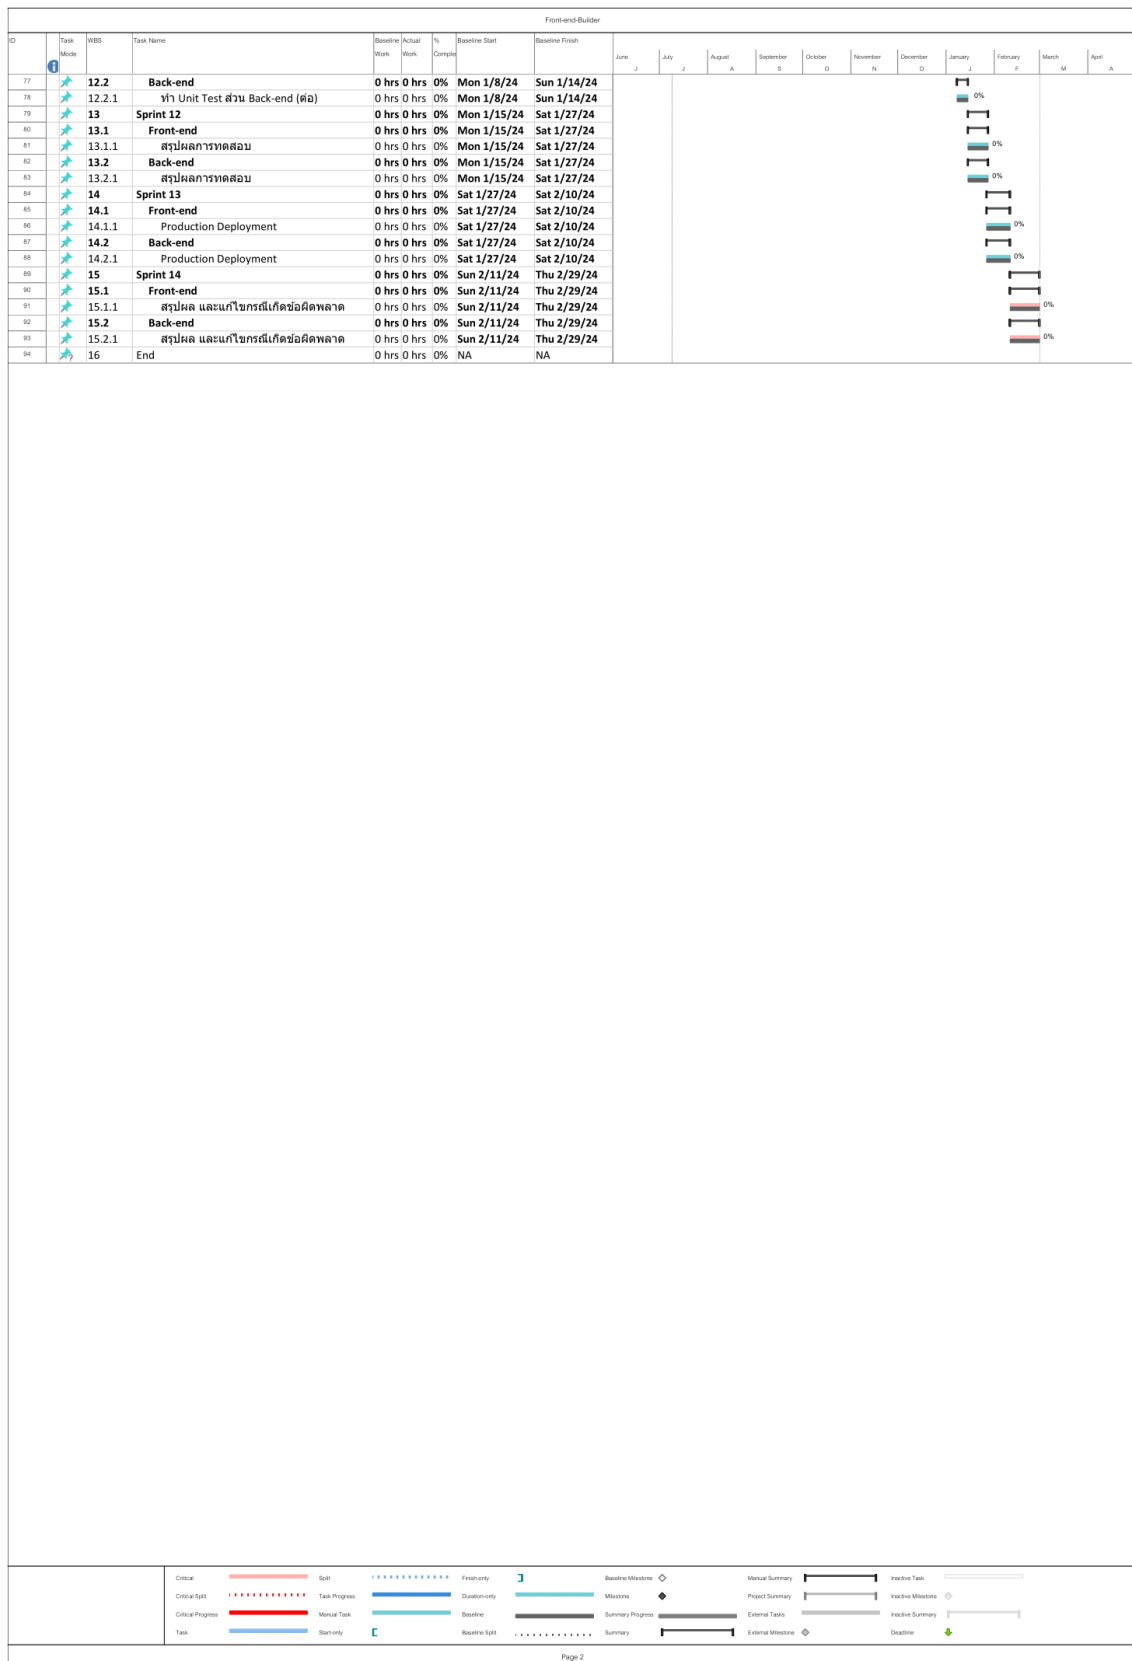 Front-end-Builder
ID Task Mode WBS Task Name Baseline Work Actual Work % Comple Baseline Start Baseline Finish
June July August September October November December January February March April
J J A S O N D J F M A
77 12.2 Back-end 0 hrs 0 hrs 0% Mon 1/8/24 Sun 1/14/24
78 12.2.1 ทำ Unit Test ส่วน Back-end (ต่อ) 0 hrs 0 hrs 0% Mon 1/8/24 Sun 1/14/24 0%
79 13 Sprint 12 0 hrs 0 hrs 0% Mon 1/15/24 Sat 1/27/24
80 13.1 Front-end 0 hrs 0 hrs 0% Mon 1/15/24 Sat 1/27/24
81 13.1.1 สรุปผลการทดสอบ 0 hrs 0 hrs 0% Mon 1/15/24 Sat 1/27/24 0%
82 13.2 Back-end 0 hrs 0 hrs 0% Mon 1/15/24 Sat 1/27/24
83 13.2.1 สรุปผลการทดสอบ 0 hrs 0 hrs 0% Mon 1/15/24 Sat 1/27/24 0%
84 14 Sprint 13 0 hrs 0 hrs 0% Sat 1/27/24 Sat 2/10/24
85 14.1 Front-end 0 hrs 0 hrs 0% Sat 1/27/24 Sat 2/10/24
86 14.1.1 Production Deployment 0 hrs 0 hrs 0% Sat 1/27/24 Sat 2/10/24 0%
87 14.2 Back-end 0 hrs 0 hrs 0% Sat 1/27/24 Sat 2/10/24
88 14.2.1 Production Deployment 0 hrs 0 hrs 0% Sat 1/27/24 Sat 2/10/24 0%
89 15 Sprint 14 0 hrs 0 hrs 0% Sun 2/11/24 Thu 2/29/24
90 15.1 Front-end 0 hrs 0 hrs 0% Sun 2/11/24 Thu 2/29/24
91 15.1.1 สรุปผล และแก้ไขกรณีเกิดข้อผิดพลาด 0 hrs 0 hrs 0% Sun 2/11/24 Thu 2/29/24 0%
92 15.2 Back-end 0 hrs 0 hrs 0% Sun 2/11/24 Thu 2/29/24
93 15.2.1 สรุปผล และแก้ไขกรณีเกิดข้อผิดพลาด 0 hrs 0 hrs 0% Sun 2/11/24 Thu 2/29/24 0%
94 16 End 0 hrs 0 hrs 0% NA NA
Critical Split Finish-only Baseline Milestone Manual Summary Inactive Task
Critical Split Task Progress Duration-only Milestone Project Summary Inactive Milestone
Critical Progress Manual Task Baseline Summary Progress External Tasks Inactive Summary
Task Start-only Baseline Split Summary External Milestone Deadline
Page 2